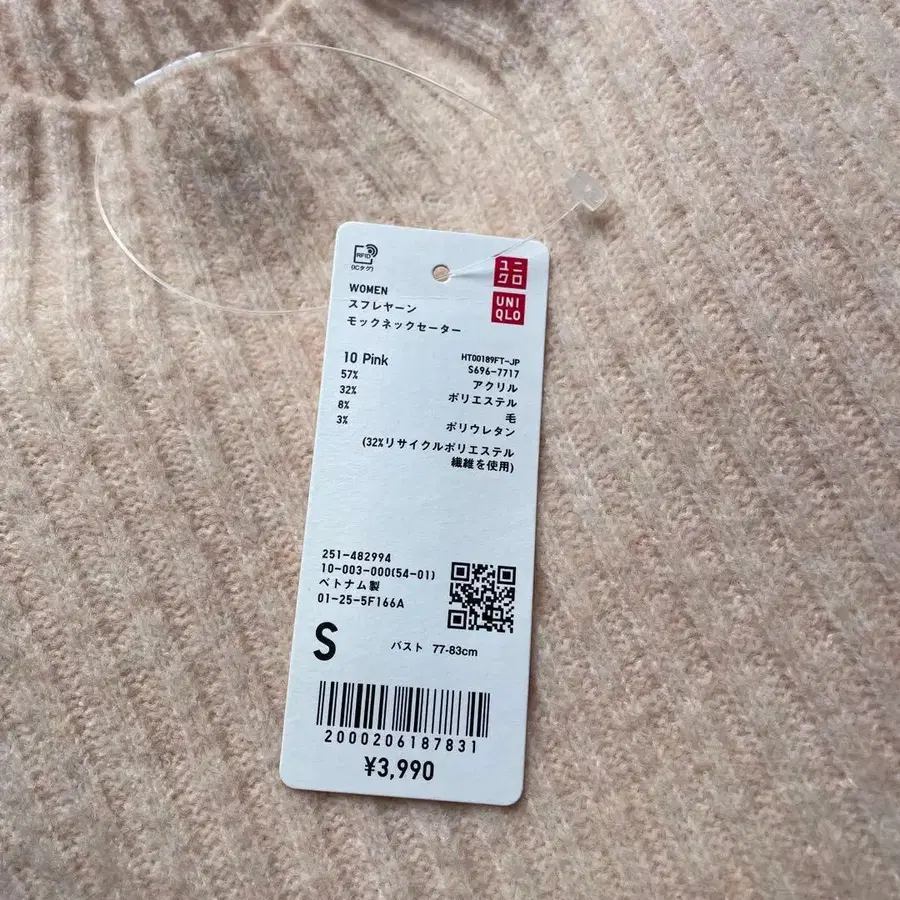 RFID
(ICタグ)
ユニ
クロ
UNI
QLO
WOMEN
スフレヤーン
モックネックセーター
10 Pink
HT00189FT-JP
S696-7717
57% アクリル
32% ポリエステル
8% 毛
3% ポリウレタン
(32%リサイクルポリエステル
繊維を使用)
251-482994
10-003-000(54-01)
ベトナム製
01-25-5F166A
S
バスト 77-83cm
2000206187831
¥3,990